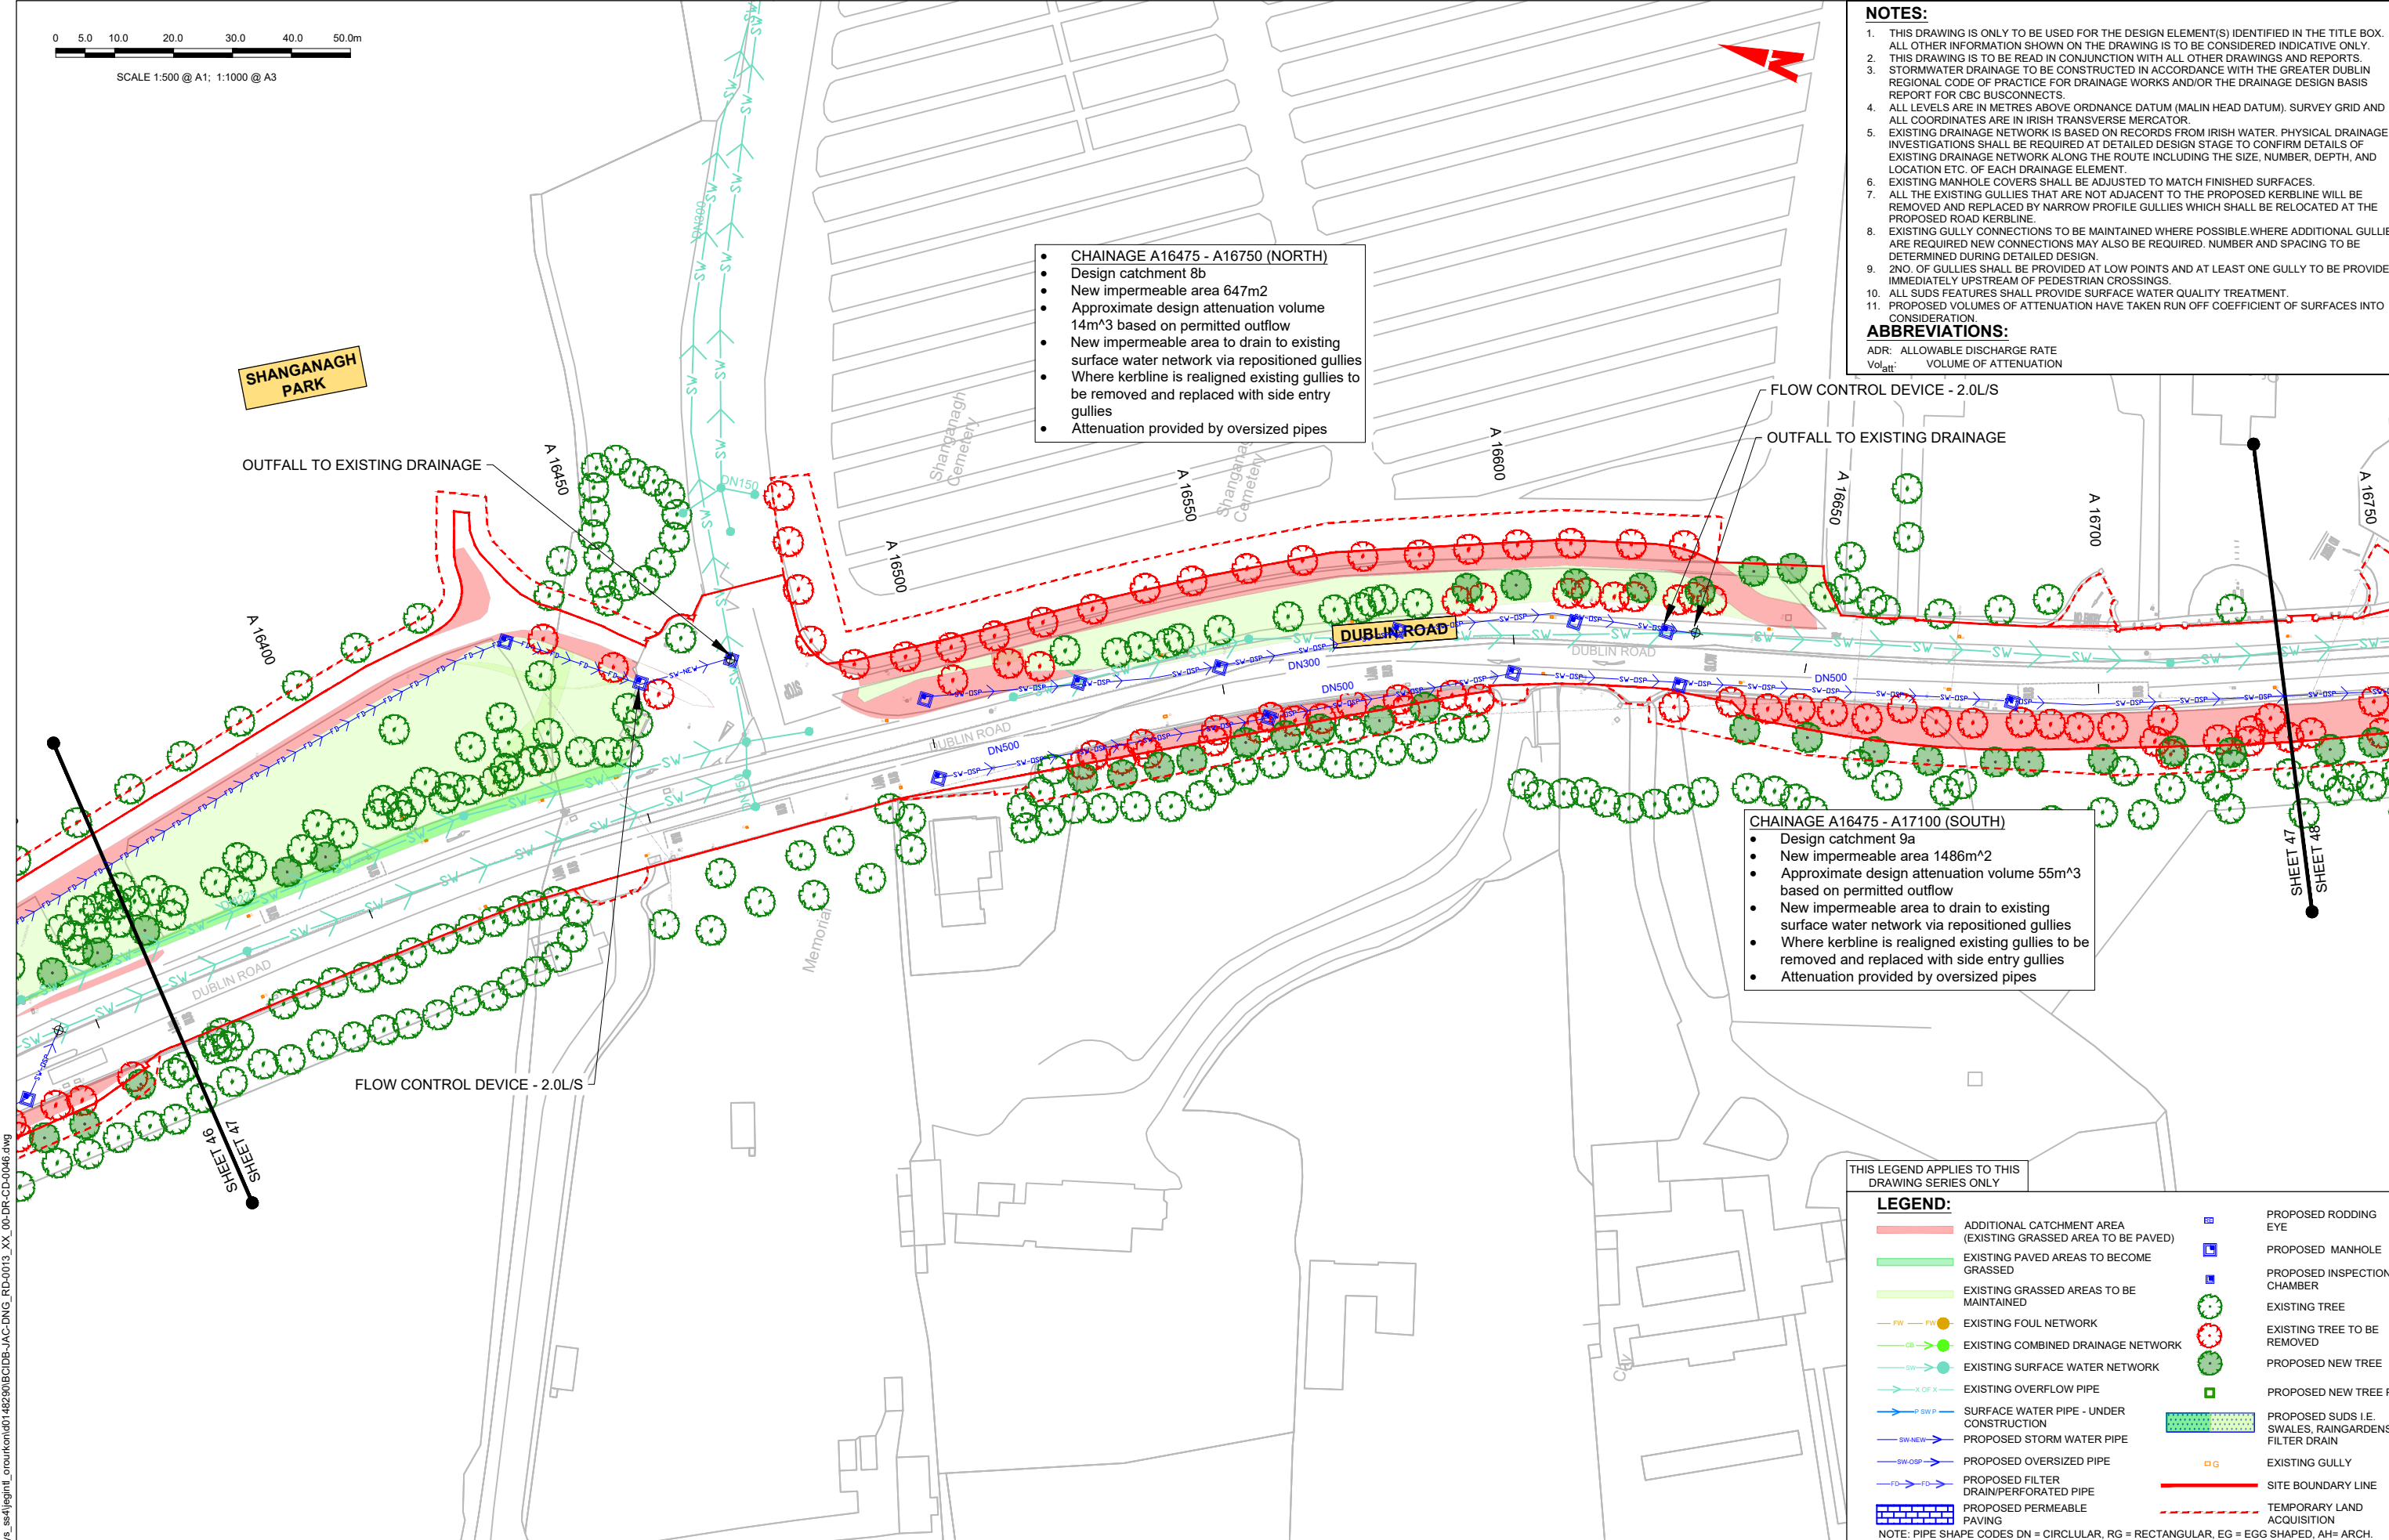 0 5.0 10.0 20.0 30.0 40.0 50.0m
SCALE 1:500 @ A1; 1:1000 @ A3
NOTES:
1. THIS DRAWING IS ONLY TO BE USED FOR THE DESIGN ELEMENT(S) IDENTIFIED IN THE TITLE BOX.
ALL OTHER INFORMATION SHOWN ON THE DRAWING IS TO BE CONSIDERED INDICATIVE ONLY.
2. THIS DRAWING IS TO BE READ IN CONJUNCTION WITH ALL OTHER DRAWINGS AND REPORTS.
3. STORMWATER DRAINAGE TO BE CONSTRUCTED IN ACCORDANCE WITH THE GREATER DUBLIN
REGIONAL CODE OF PRACTICE FOR DRAINAGE WORKS AND/OR THE DRAINAGE DESIGN BASIS
REPORT FOR CBC BUSCONNECTS.
4. ALL LEVELS ARE IN METRES ABOVE ORDNANCE DATUM (MALIN HEAD DATUM). SURVEY GRID AND
ALL COORDINATES ARE IN IRISH TRANSVERSE MERCATOR.
5. EXISTING DRAINAGE NETWORK IS BASED ON RECORDS FROM IRISH WATER. PHYSICAL DRAINAGE
INVESTIGATIONS SHALL BE REQUIRED AT DETAILED DESIGN STAGE TO CONFIRM DETAILS OF
EXISTING DRAINAGE NETWORK ALONG THE ROUTE INCLUDING THE SIZE, NUMBER, DEPTH, AND
LOCATION ETC. OF EACH DRAINAGE ELEMENT.
6. EXISTING MANHOLE COVERS SHALL BE ADJUSTED TO MATCH FINISHED SURFACES.
7. ALL THE EXISTING GULLIES THAT ARE NOT ADJACENT TO THE PROPOSED KERBLINE WILL BE
REMOVED AND REPLACED BY NARROW PROFILE GULLIES WHICH SHALL BE RELOCATED AT THE
PROPOSED ROAD KERBLINE.
8. EXISTING GULLY CONNECTIONS TO BE MAINTAINED WHERE POSSIBLE.WHERE ADDITIONAL GULLIE
ARE REQUIRED NEW CONNECTIONS MAY ALSO BE REQUIRED. NUMBER AND SPACING TO BE
DETERMINED DURING DETAILED DESIGN.
9. 2NO. OF GULLIES SHALL BE PROVIDED AT LOW POINTS AND AT LEAST ONE GULLY TO BE PROVIDE
IMMEDIATELY UPSTREAM OF PEDESTRIAN CROSSINGS.
10. ALL SUDS FEATURES SHALL PROVIDE SURFACE WATER QUALITY TREATMENT.
11. PROPOSED VOLUMES OF ATTENUATION HAVE TAKEN RUN OFF COEFFICIENT OF SURFACES INTO
CONSIDERATION.
ABBREVIATIONS:
ADR: ALLOWABLE DISCHARGE RATE
Volatt: VOLUME OF ATTENUATION
• CHAINAGE A16475 - A16750 (NORTH)
• Design catchment 8b
• New impermeable area 647m2
• Approximate design attenuation volume
14m^3 based on permitted outflow
• New impermeable area to drain to existing
surface water network via repositioned gullies
• Where kerbline is realigned existing gullies to
be removed and replaced with side entry
gullies
• Attenuation provided by oversized pipes
SHANGANAGH
PARK
FLOW CONTROL DEVICE - 2.0L/S
OUTFALL TO EXISTING DRAINAGE
OUTFALL TO EXISTING DRAINAGE
A 16400
A 16450
A 16500
A 16550
A 16600
A 16650
A 16700
A 16750
Shanganagh
Cemetery
Cemetery
DN300
DN150
DUBLIN ROAD
DUBLIN ROAD
DUBLIN ROAD
DUBLIN ROAD
DN300
DN500
DN500
DN500
Memorial
FLOW CONTROL DEVICE - 2.0L/S
SHEET 46
SHEET 47
SHEET 47
SHEET 48
CHAINAGE A16475 - A17100 (SOUTH)
• Design catchment 9a
• New impermeable area 1486m^2
• Approximate design attenuation volume 55m^3
based on permitted outflow
• New impermeable area to drain to existing
surface water network via repositioned gullies
• Where kerbline is realigned existing gullies to be
removed and replaced with side entry gullies
• Attenuation provided by oversized pipes
THIS LEGEND APPLIES TO THIS
DRAWING SERIES ONLY
LEGEND:
ADDITIONAL CATCHMENT AREA
(EXISTING GRASSED AREA TO BE PAVED)
EXISTING PAVED AREAS TO BECOME
GRASSED
EXISTING GRASSED AREAS TO BE
MAINTAINED
FW FW EXISTING FOUL NETWORK
CB EXISTING COMBINED DRAINAGE NETWORK
SW EXISTING SURFACE WATER NETWORK
X OF X EXISTING OVERFLOW PIPE
P SW P SURFACE WATER PIPE - UNDER
CONSTRUCTION
SW-NEW PROPOSED STORM WATER PIPE
SW-OSP PROPOSED OVERSIZED PIPE
FD FD PROPOSED FILTER
DRAIN/PERFORATED PIPE
PROPOSED PERMEABLE
PAVING
PROPOSED RODDING
EYE
PROPOSED MANHOLE
PROPOSED INSPECTION
CHAMBER
EXISTING TREE
EXISTING TREE TO BE
REMOVED
PROPOSED NEW TREE
PROPOSED NEW TREE P
PROPOSED SUDS I.E.
SWALES, RAINGARDENS
FILTER DRAIN
G EXISTING GULLY
SITE BOUNDARY LINE
TEMPORARY LAND
ACQUISITION
NOTE: PIPE SHAPE CODES DN = CIRCLULAR, RG = RECTANGULAR, EG = EGG SHAPED, AH= ARCH.